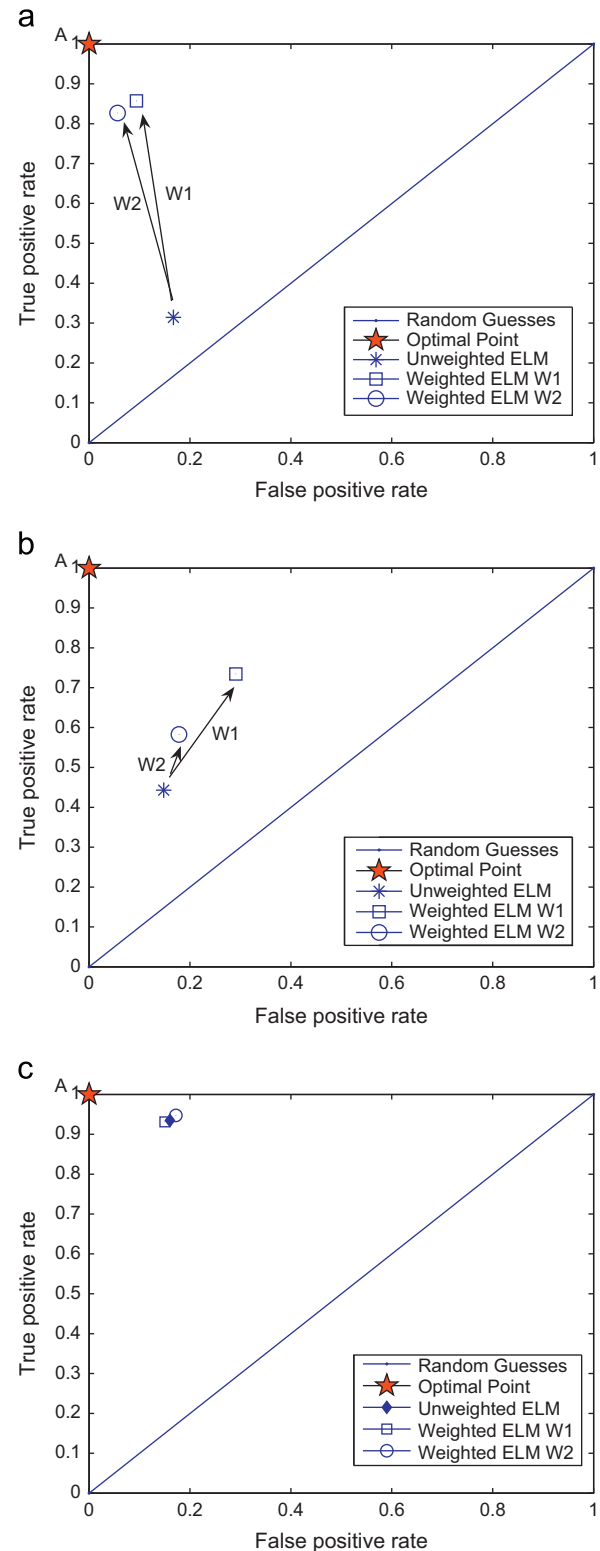 a
A
1
0.9
0.8
0.7
0.6
0.5
0.4
0.3
0.2
0.1
0
True positive rate
W2
W1
Random Guesses
Optimal Point
Unweighted ELM
Weighted ELM W1
Weighted ELM W2
0 0.2 0.4 0.6 0.8 1
False positive rate
b
A
1
0.9
0.8
0.7
0.6
0.5
0.4
0.3
0.2
0.1
0
True positive rate
W1
W2
Random Guesses
Optimal Point
Unweighted ELM
Weighted ELM W1
Weighted ELM W2
0 0.2 0.4 0.6 0.8 1
False positive rate
c
A
1
0.9
0.8
0.7
0.6
0.5
0.4
0.3
0.2
0.1
0
True positive rate
Random Guesses
Optimal Point
Unweighted ELM
Weighted ELM W1
Weighted ELM W2
0 0.2 0.4 0.6 0.8 1
False positive rate